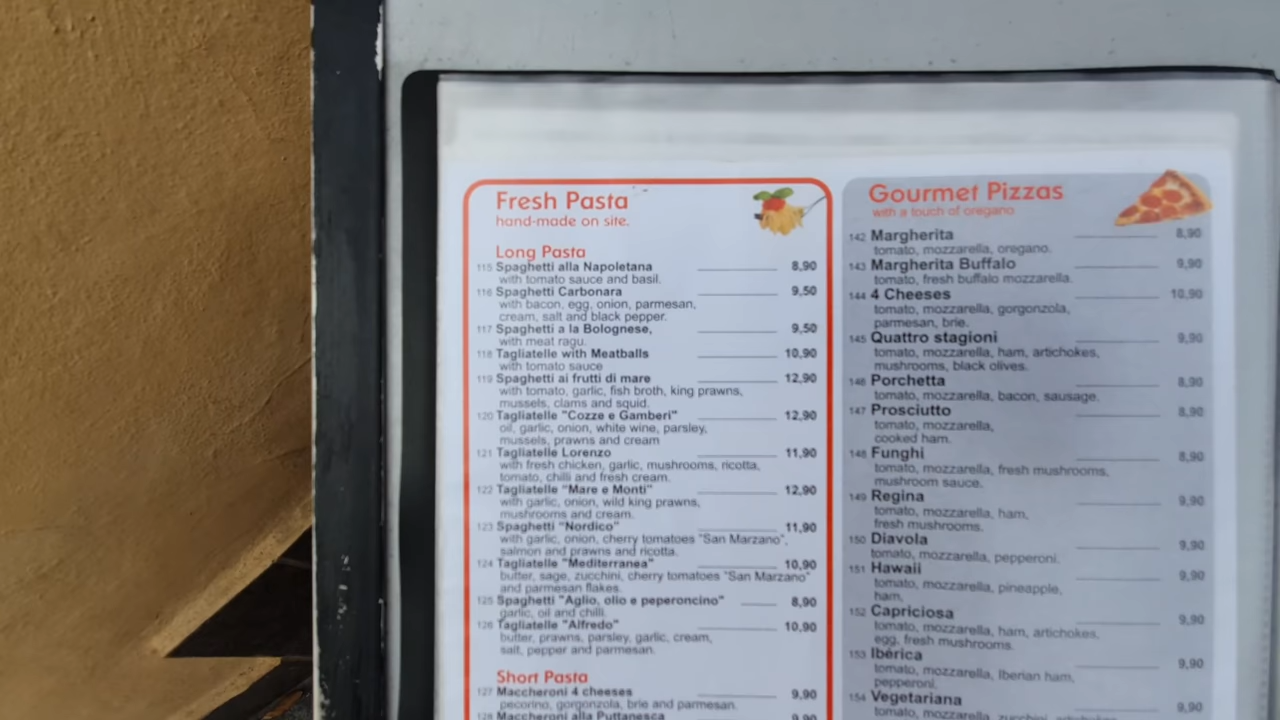 Fresh Pasta
hand-made on site.
Long Pasta
115 Spaghetti alla Napoletana 8,90
with tomato sauce and basil.
116 Spaghetti Carbonara 9,50
with bacon, egg, onion, parmesan,
cream, salt and black pepper.
117 Spaghetti a la Bolognese, 9,50
with meat ragu.
118 Tagliatelle with Meatballs 10,90
with tomato sauce
119 Spaghetti ai frutti di mare 12,90
with tomato, garlic, fish broth, king prawns,
mussels, clams and squid.
120 Tagliatelle "Cozze e Gamberi" 12,90
oil, garlic, onion, white wine, parsley,
mussels, prawns and cream
121 Tagliatelle Lorenzo 11,90
with fresh chicken, garlic, mushrooms, ricotta,
tomato, chilli and fresh cream.
122 Tagliatelle "Mare e Monti" 12,90
with garlic, onion, wild king prawns,
mushrooms and cream.
123 Spaghetti "Nordico" 11,90
with garlic, onion, cherry tomatoes "San Marzano",
salmon and prawns and ricotta.
124 Tagliatelle "Mediterranea" 10,90
butter, sage, zucchini, cherry tomatoes "San Marzano"
and parmesan flakes.
125 Spaghetti "Aglio, olio e peperoncino" 8,90
garlic, oil and chilli.
126 Tagliatelle "Alfredo" 10,90
butter, prawns, parsley, garlic, cream,
salt, pepper and parmesan.
Short Pasta
127 Maccheroni 4 cheeses 9,90
pecorino, gorgonzola, brie and parmesan.
128 Maccheroni alla Puttanesca 9,90
Gourmet Pizzas
with a touch of oregano
142 Margherita 8,90
tomato, mozzarella, oregano.
143 Margherita Buffalo 9,90
tomato, fresh buffalo mozzarella.
144 4 Cheeses 10,90
tomato, mozzarella, gorgonzola,
parmesan, brie.
145 Quattro stagioni 9,90
tomato, mozzarella, ham, artichokes,
mushrooms, black olives.
146 Porchetta 8,90
tomato, mozzarella, bacon, sausage.
147 Prosciutto 8,90
tomato, mozzarella,
cooked ham.
148 Funghi 8,90
tomato, mozzarella, fresh mushrooms,
mushroom sauce.
149 Regina 9,90
tomato, mozzarella, ham,
fresh mushrooms.
150 Diavola 9,90
tomato, mozzarella, pepperoni.
151 Hawaii 9,90
tomato, mozzarella, pineapple,
ham,
152 Capriciosa 9,90
tomato, mozzarella, ham, artichokes,
egg, fresh mushrooms.
153 Ibérica 9,90
tomato, mozzarella, Iberian ham,
pepperoni.
154 Vegetariana 9,90
tomato, mozzarella, zucchini,